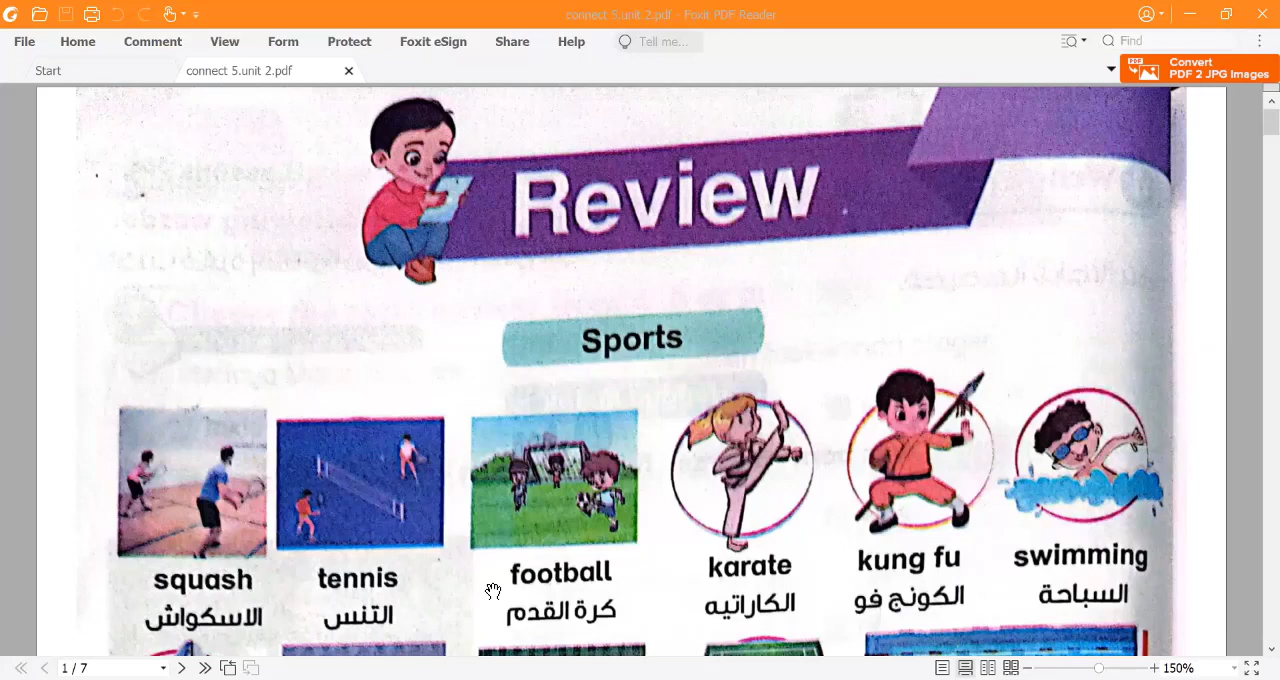 connect 5.unit 2.pdf - Foxit PDF Reader
File Home Comment View Form Protect Foxit eSign Share Help Tell me... Find
Start connect 5.unit 2.pdf
Convert
PDF 2 JPG Images
Review
Sports
squash tennis football karate kung fu swimming
الاسكواش التنس كرة القدم الكاراتيه الكونج فو السباحة
1 / 7 150%